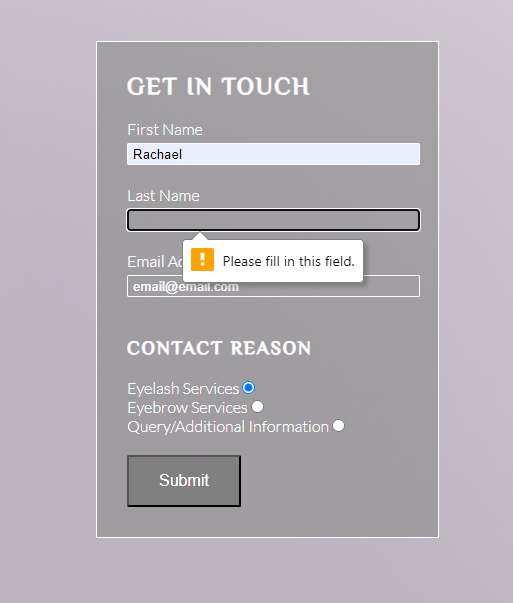 GET IN TOUCH
First Name
Rachael
Last Name
! Please fill in this field.
Email Ad
email@email.com
CONTACT REASON
Eyelash Services
Eyebrow Services
Query/Additional Information
Submit